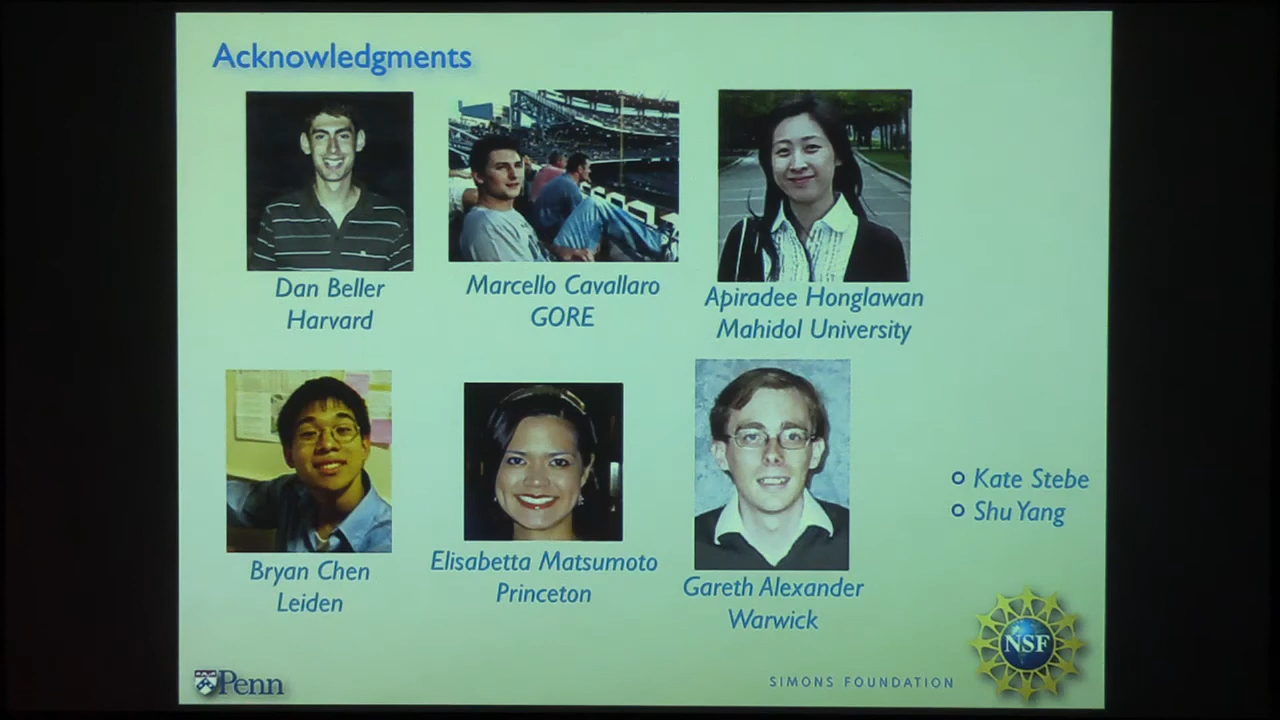 Acknowledgments
Dan Beller
Harvard
Marcello Cavallaro
GORE
Apiradee Honglawan
Mahidol University
Bryan Chen
Leiden
Elisabetta Matsumoto
Princeton
Gareth Alexander
Warwick
Kate Stebe
Shu Yang
Penn
SIMONS FOUNDATION
NSF